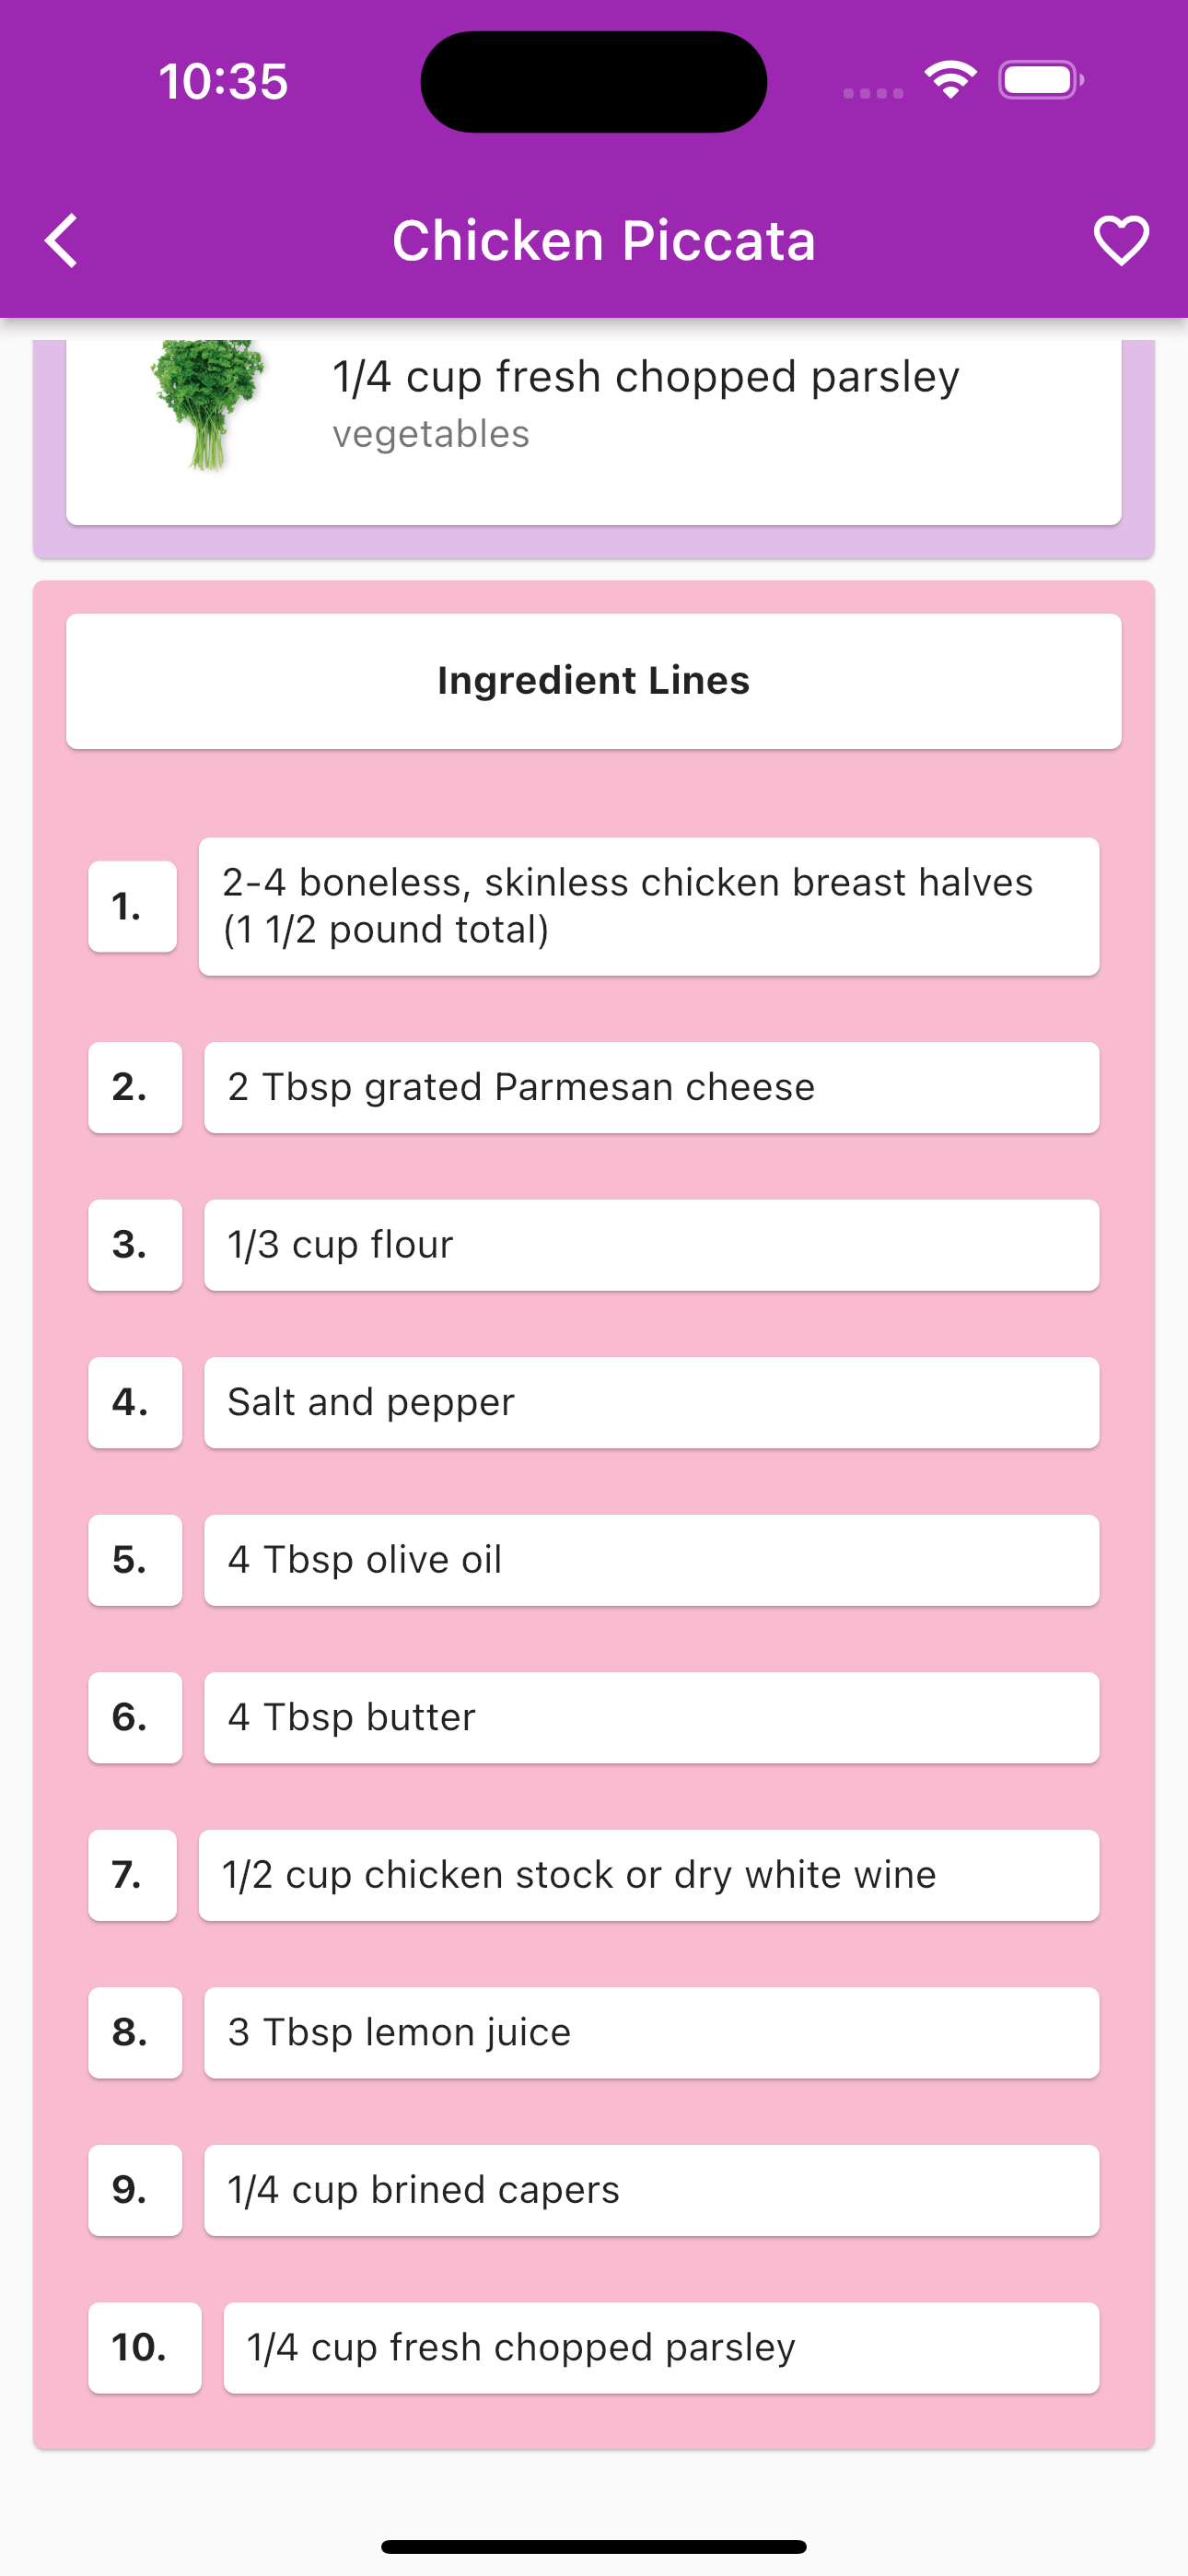 10:35
Chicken Piccata
1/4 cup fresh chopped parsley
vegetables
Ingredient Lines
1.
2-4 boneless, skinless chicken breast halves
(1 1/2 pound total)
2.
2 Tbsp grated Parmesan cheese
3.
1/3 cup flour
4.
Salt and pepper
5.
4 Tbsp olive oil
6.
4 Tbsp butter
7.
1/2 cup chicken stock or dry white wine
8.
3 Tbsp lemon juice
9.
1/4 cup brined capers
10.
1/4 cup fresh chopped parsley